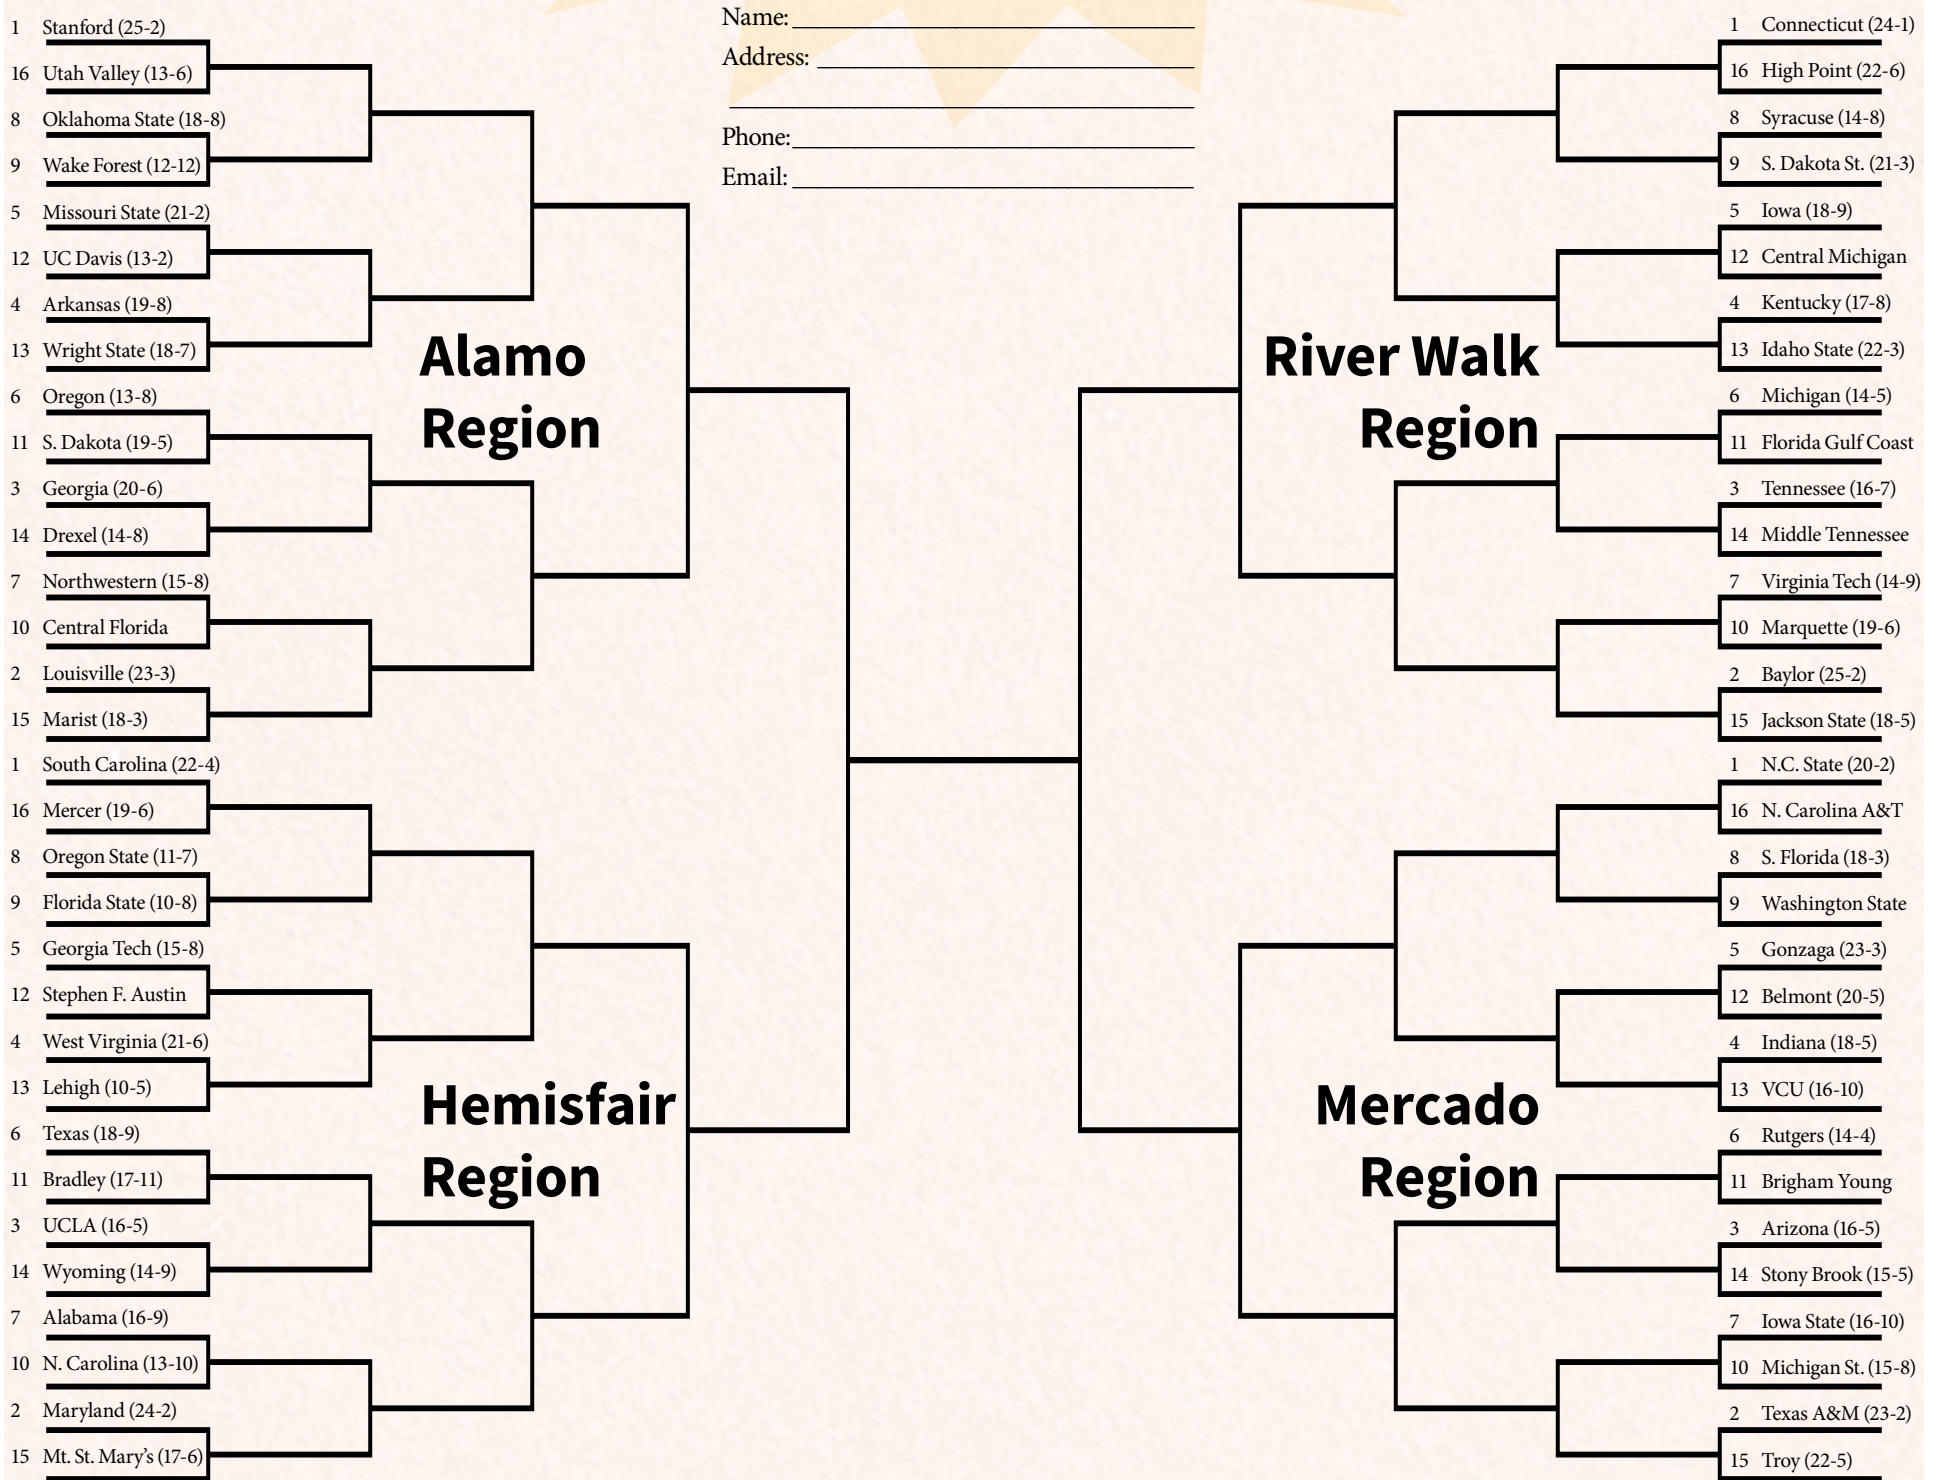 Name:
Address:
Phone:
Email:
1 Stanford (25-2)
16 Utah Valley (13-6)
8 Oklahoma State (18-8)
9 Wake Forest (12-12)
5 Missouri State (21-2)
12 UC Davis (13-2)
4 Arkansas (19-8)
13 Wright State (18-7)
6 Oregon (13-8)
11 S. Dakota (19-5)
3 Georgia (20-6)
14 Drexel (14-8)
7 Northwestern (15-8)
10 Central Florida
2 Louisville (23-3)
15 Marist (18-3)
Alamo
Region
1 South Carolina (22-4)
16 Mercer (19-6)
8 Oregon State (11-7)
9 Florida State (10-8)
5 Georgia Tech (15-8)
12 Stephen F. Austin
4 West Virginia (21-6)
13 Lehigh (10-5)
6 Texas (18-9)
11 Bradley (17-11)
3 UCLA (16-5)
14 Wyoming (14-9)
7 Alabama (16-9)
10 N. Carolina (13-10)
2 Maryland (24-2)
15 Mt. St. Mary’s (17-6)
Hemisfair
Region
1 Connecticut (24-1)
16 High Point (22-6)
8 Syracuse (14-8)
9 S. Dakota St. (21-3)
5 Iowa (18-9)
12 Central Michigan
4 Kentucky (17-8)
13 Idaho State (22-3)
6 Michigan (14-5)
11 Florida Gulf Coast
3 Tennessee (16-7)
14 Middle Tennessee
7 Virginia Tech (14-9)
10 Marquette (19-6)
2 Baylor (25-2)
15 Jackson State (18-5)
River Walk
Region
1 N.C. State (20-2)
16 N. Carolina A&T
8 S. Florida (18-3)
9 Washington State
5 Gonzaga (23-3)
12 Belmont (20-5)
4 Indiana (18-5)
13 VCU (16-10)
6 Rutgers (14-4)
11 Brigham Young
3 Arizona (16-5)
14 Stony Brook (15-5)
7 Iowa State (16-10)
10 Michigan St. (15-8)
2 Texas A&M (23-2)
15 Troy (22-5)
Mercado
Region